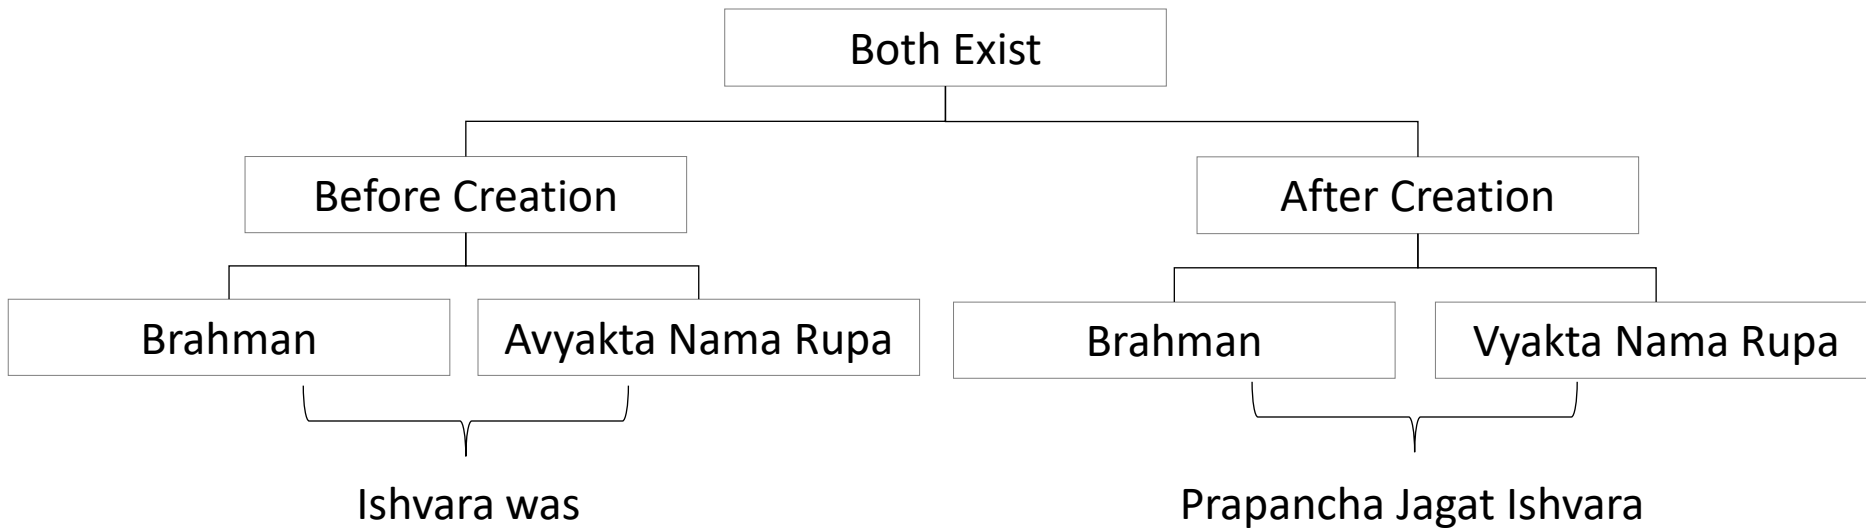 Both Exist
Before Creation
After Creation
Brahman
Avyakta Nama Rupa
Brahman
Vyakta Nama Rupa
Ishvara was
Prapancha Jagat Ishvara